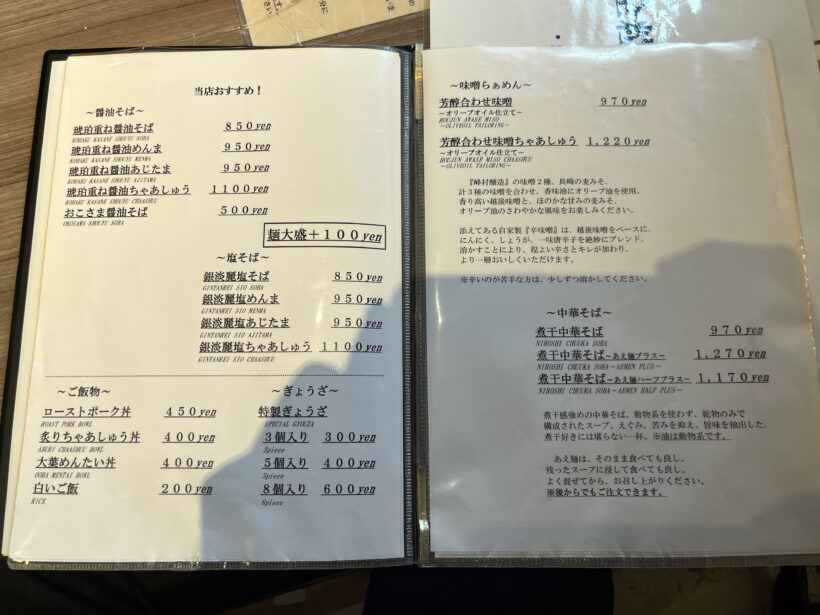 当店おすすめ！
～醤油そば～
琥珀重ね醤油そば 850yen
KOHAKU KASANE SHOUYU SOBA
琥珀重ね醤油めんま 950yen
KOHAKU KASANE SHOUYU MENMA
琥珀重ね醤油あじたま 950yen
KOHAKU KASANE SHOUYU AJITAMA
琥珀重ね醤油ちゃあしゅう 1100yen
KOHAKU KASANE SHOUYU CHAASHUU
おこさま醤油そば 500yen
OKOSAMA SHOUYU SOBA
麺大盛＋100yen
～塩そば～
銀淡麗塩そば 850yen
GINTANREI SIO SOBA
銀淡麗塩めんま 950yen
GINTANREI SIO MENMA
銀淡麗塩あじたま 950yen
GINTANREI SIO AJITAMA
銀淡麗塩ちゃあしゅう 1100yen
GINTANREI SIO CHAASHUU
～ご飯物～
ローストポーク丼 450yen
ROAST PORK BOWL
炙りちゃあしゅう丼 400yen
ABURI CHAASHUU BOWL
大葉めんたい丼 400yen
OOBA MENTAI BOWL
白いご飯 200yen
RICE
～ぎょうざ～
特製ぎょうざ
SPECIAL GYOUZA
3個入り 300yen
3piece
5個入り 400yen
5piece
8個入り 600yen
8piece
～味噌らぁめん～
芳醇合わせ味噌 970yen
～オリーブオイル仕立て～
HOUJUN AWASE MISO
～OLIVEOIL TAILORING～
芳醇合わせ味噌ちゃあしゅう 1,220yen
～オリーブオイル仕立て～
HOUJUN AWASE MISO CHAASHUU
～OLIVEOIL TAILORING～
『峰村醸造』の味噌2種、長崎の麦みそ、
計3種の味噌を合わせ、香味油にオリーブ油を使用。
香り高い越後味噌と、ほのかな甘みの麦みそ、
オリーブ油のさわやかな風味をお楽しみください。
添えてある自家製『辛味噌』は、越後味噌をベースに、
にんにく、しょうが、一味唐辛子を絶妙にブレンド。
溶かすことにより、程よい辛さとキレが加わり、
より一層おいしくいただけます。
※辛いのが苦手な方は、少しずつ溶かしてください。
～中華そば～
煮干中華そば 970yen
NIBOSHI CHUUKA SOBA
煮干中華そば～あえ麺プラス～ 1,270yen
NIBOSHI CHUUKA SOBA～AEMEN PLUS～
煮干中華そば～あえ麺ハーフプラス～ 1,170yen
NIBOSHI CHUUKA SOBA～AEMEN HALF PLUS～
煮干感強めの中華そば。動物系を使わず、乾物のみで
構成されたスープ。えぐみ、苦みを抑え、旨味を抽出した、
煮干好きには堪らない一杯。※油は動物系です。
あえ麺は、そのまま食べても良し。
残ったスープに浸して食べても良し。
よく混ぜてから、お召し上がりください。
※後からでもご注文できます。